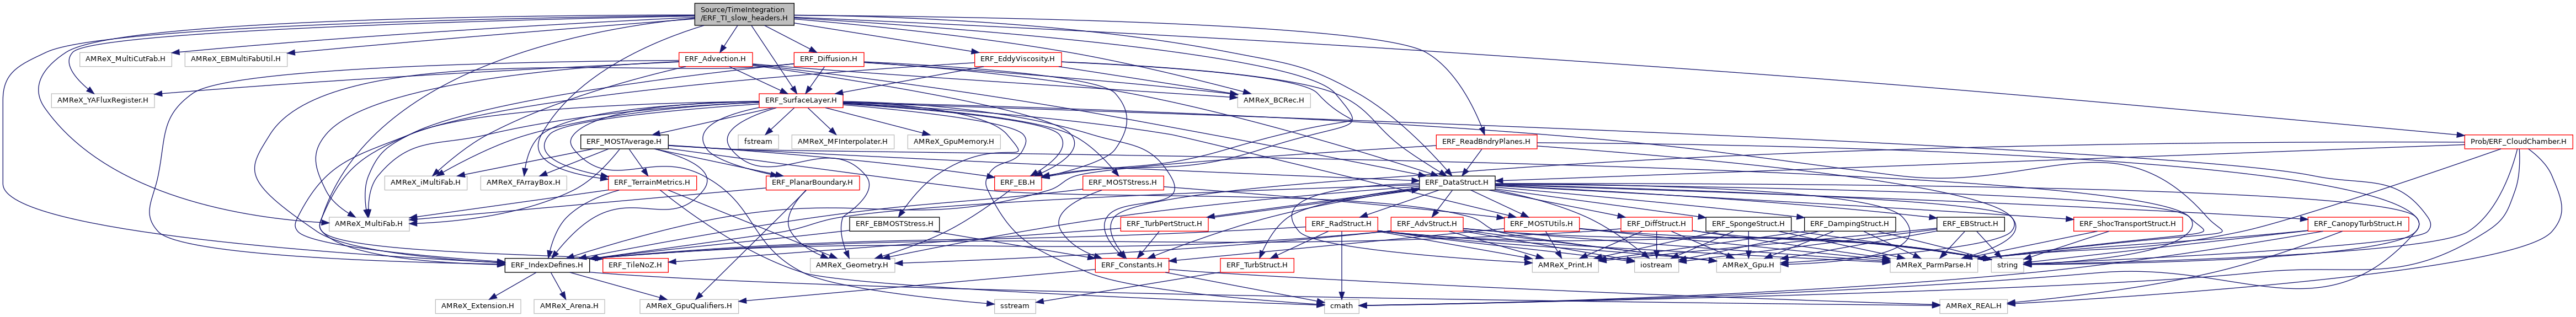 Source/TimeIntegration
/ERF_TI_slow_headers.H
AMReX_MultiCutFab.H
AMReX_EBMultiFabUtil.H
ERF_Advection.H
ERF_Diffusion.H
ERF_EddyViscosity.H
AMReX_YAFluxRegister.H
ERF_SurfaceLayer.H
AMReX_BCRec.H
ERF_MOSTAverage.H
fstream
AMReX_MFInterpolater.H
AMReX_GpuMemory.H
ERF_ReadBndryPlanes.H
Prob/ERF_CloudChamber.H
AMReX_iMultiFab.H
AMReX_FArrayBox.H
ERF_TerrainMetrics.H
ERF_PlanarBoundary.H
ERF_EB.H
ERF_MOSTStress.H
ERF_DataStruct.H
AMReX_MultiFab.H
ERF_EBMOSTStress.H
ERF_TurbPertStruct.H
ERF_RadStruct.H
ERF_AdvStruct.H
ERF_MOSTUtils.H
ERF_DiffStruct.H
ERF_SpongeStruct.H
ERF_DampingStruct.H
ERF_EBStruct.H
ERF_ShocTransportStruct.H
ERF_CanopyTurbStruct.H
ERF_IndexDefines.H
ERF_TileNoZ.H
AMReX_Geometry.H
ERF_Constants.H
ERF_TurbStruct.H
AMReX_Print.H
iostream
AMReX_Gpu.H
AMReX_ParmParse.H
string
AMReX_Extension.H
AMReX_Arena.H
AMReX_GpuQualifiers.H
sstream
cmath
AMReX_REAL.H